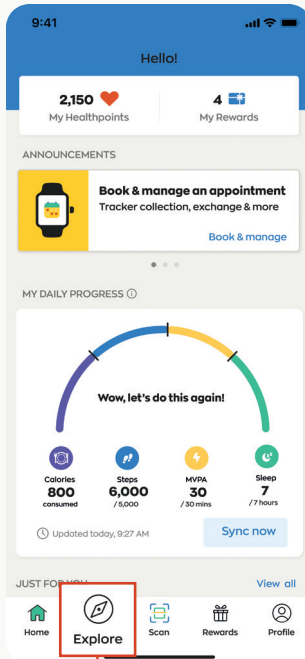 9:41
Hello!
2,150
4
My Healthpoints
My Rewards
ANNOUNCEMENTS
Book & manage an appointment
Tracker collection, exchange & more
Book & manage
MY DAILY PROGRESS
Wow, let's do this again!
Calories
800
consumed
Steps
6,000
/ 5,000
MVPA
30
/ 30 mins
Sleep
7
/ 7 hours
Updated today, 9:27 AM
Sync now
JUST FOR YOU
View all
Home
Explore
Scan
Rewards
Profile